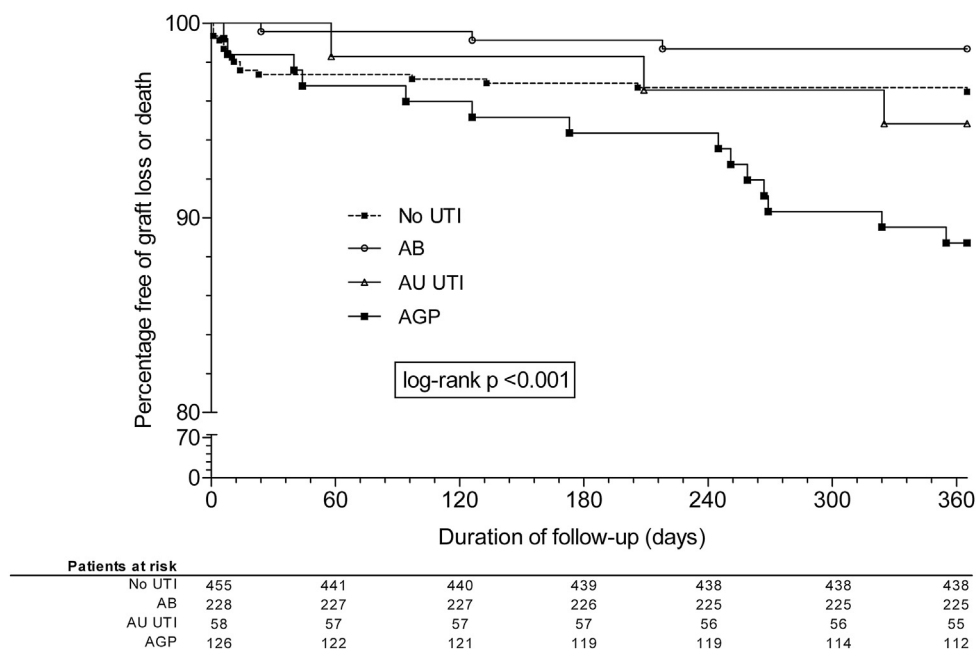 Percentage free of graft loss or death
100
90
80
70
0
No UTI
AB
AU UTI
AGP
log-rank p <0.001
0 60 120 180 240 300 360
Duration of follow-up (days)
Patients at risk
No UTI 455 441 440 439 438 438 438
AB 228 227 227 226 225 225 225
AU UTI 58 57 57 57 56 56 55
AGP 126 122 121 119 119 114 112